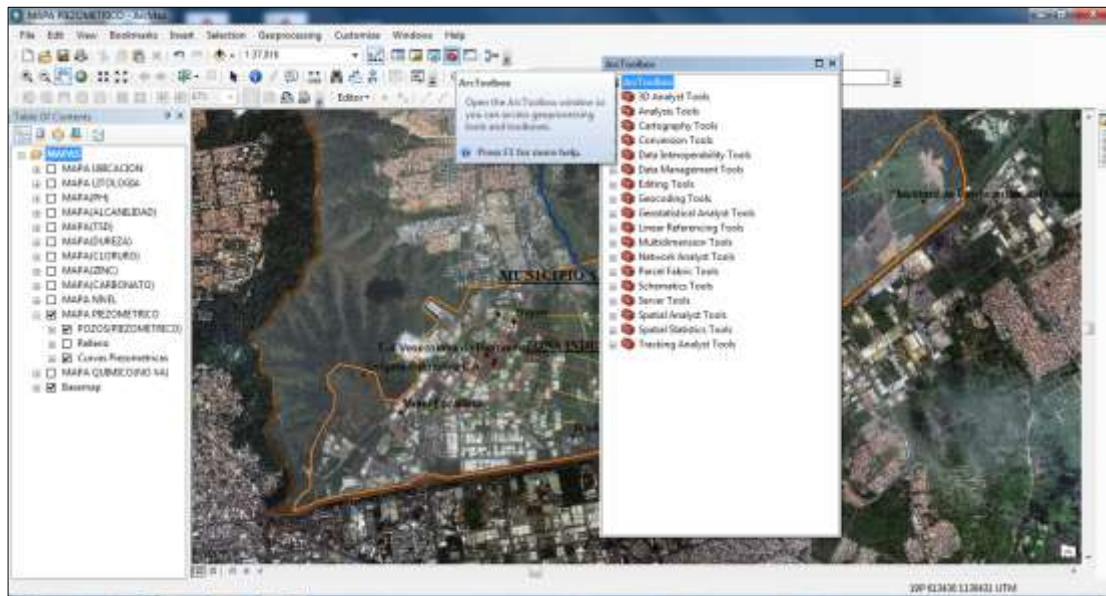 MAPA PIEZOMETRICO - ArcMap
File Edit View Bookmarks Insert Selection Geoprocessing Customize Windows Help
ArcToolbox
Open the ArcToolbox window so
you can access geoprocessing
tools and toolboxes.
Press F1 for more help.
Editor
Table Of Contents
MAPAS
MAPA UBICACION
MAPA LITOLOGIA
MAPA(PH)
MAPA(ALCANILIDAD)
MAPA(TSD)
MAPA(DUREZA)
MAPA(CLORURO)
MAPA(ZINC)
MAPA(CARBONATO)
MAPA NIVEL
MAPA PIEZOMETRICO
POZOS(PIEZOMETRICO)
Relleno
Curvas Piezometricas
MAPA QUIMICO(NO VA)
Basemap
MUNICIPIO
ArcToolbox
ArcToolbox
3D Analyst Tools
Analysis Tools
Cartography Tools
Conversion Tools
Data Interoperability Tools
Data Management Tools
Editing Tools
Geocoding Tools
Geostatistical Analyst Tools
Linear Referencing Tools
Multidimension Tools
Network Analyst Tools
Parcel Fabric Tools
Schematics Tools
Server Tools
Spatial Analyst Tools
Spatial Statistics Tools
Tracking Analyst Tools